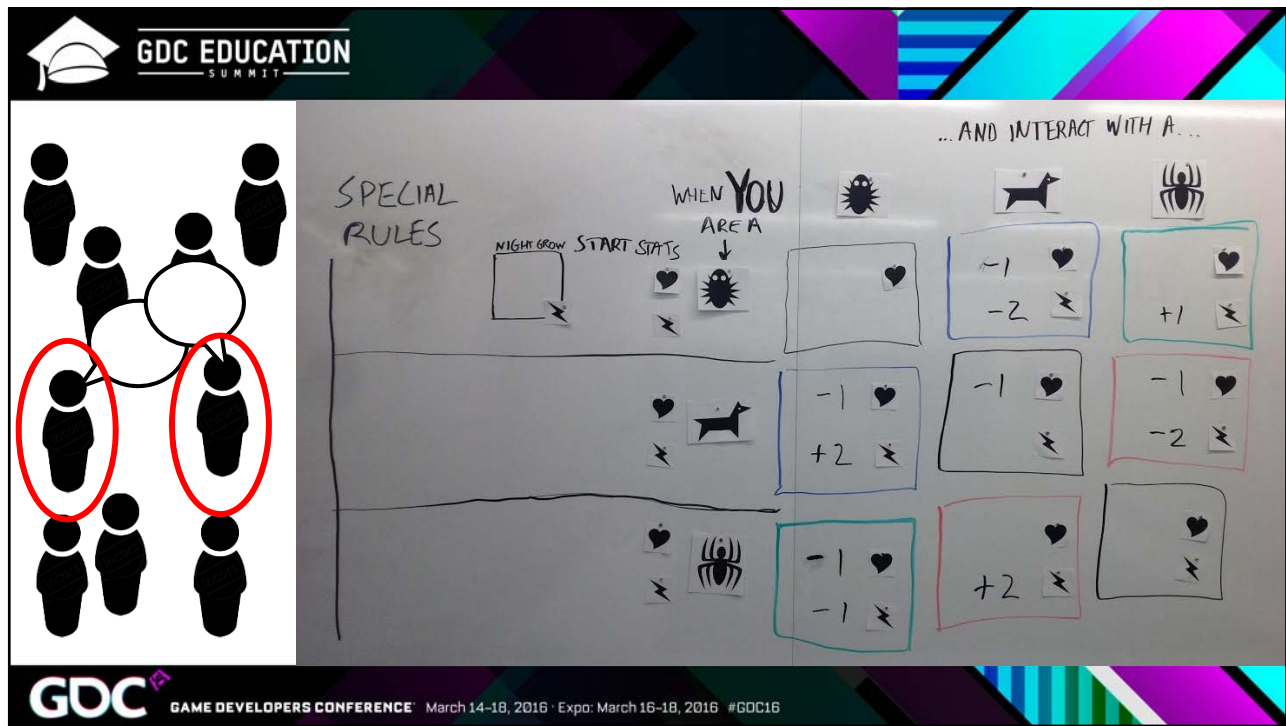 GDC EDUCATION
SUMMIT
...AND INTERACT WITH A...
SPECIAL
RULES
WHEN YOU
ARE A
NIGHT GROW START STATS
-1
-2
+1
-1
+2
-1
-1
-2
-1
-1
+2
GDC
GAME DEVELOPERS CONFERENCE March 14–18, 2016 · Expo: March 16–18, 2016 #GDC16